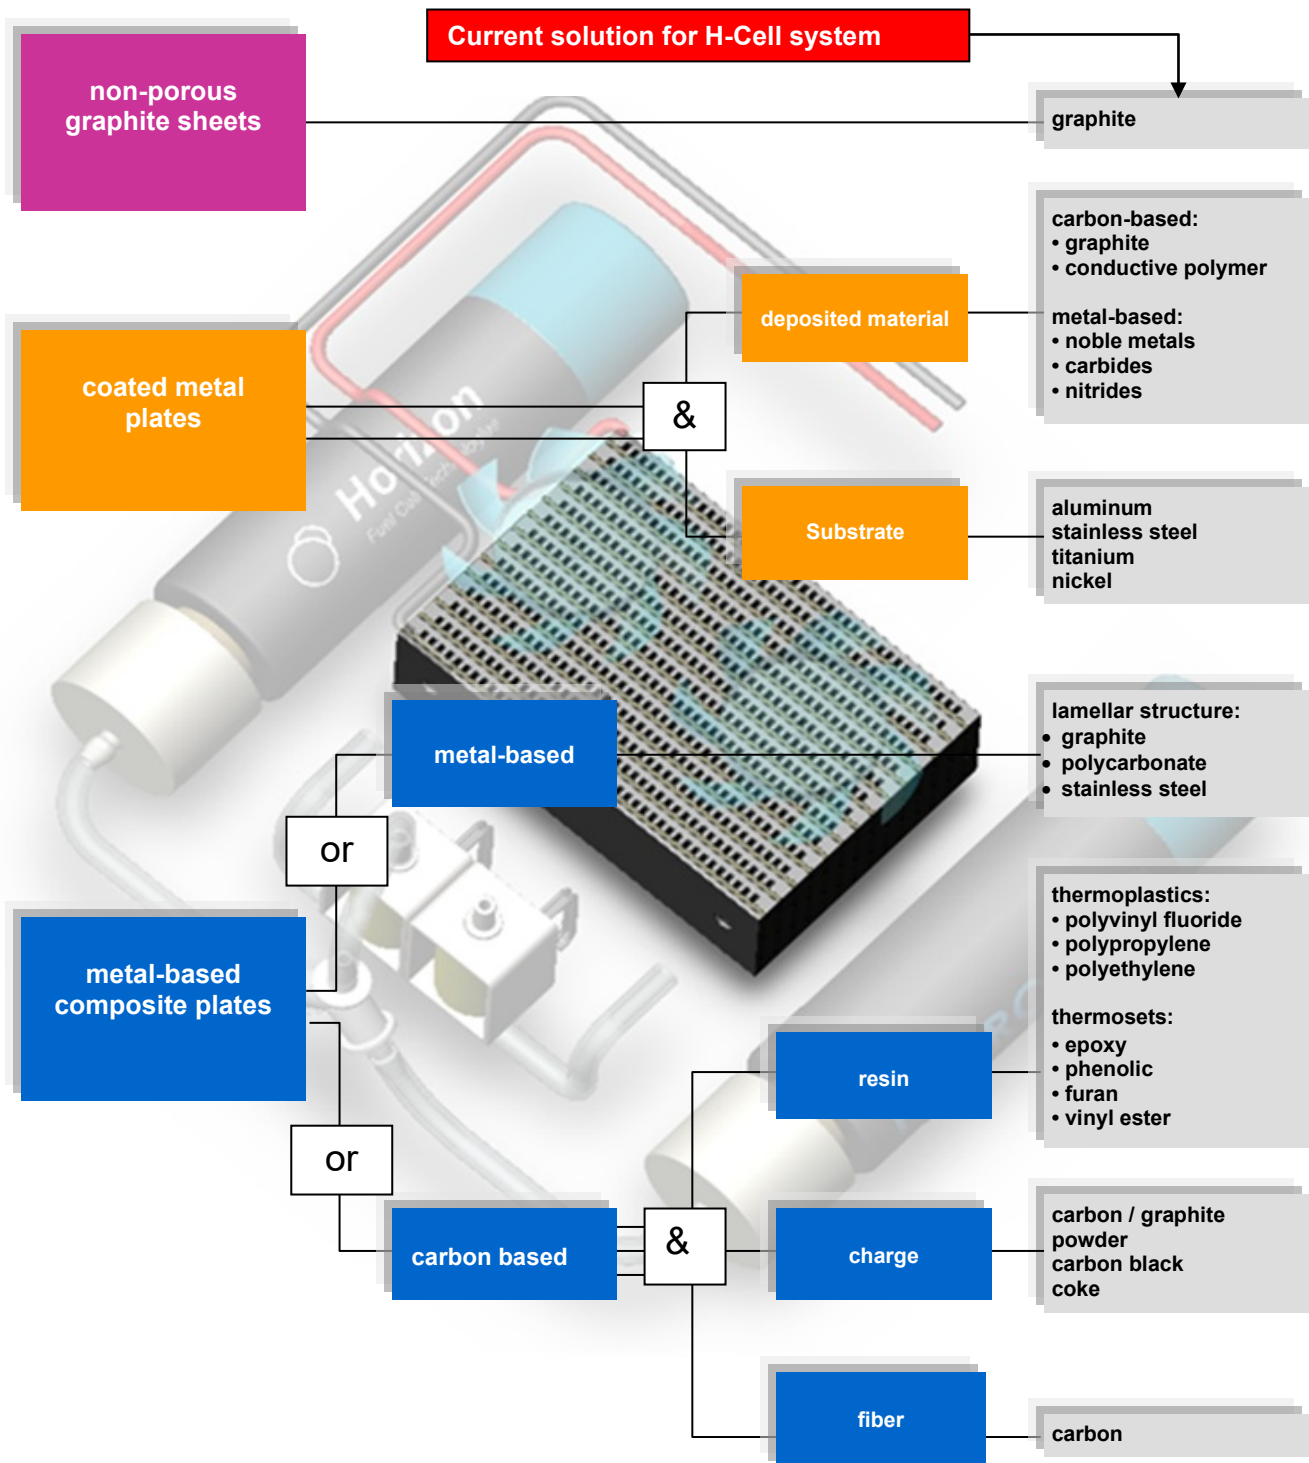 Current solution for H-Cell system
non-porous
graphite sheets
graphite
carbon-based:
• graphite
• conductive polymer
metal-based:
• noble metals
• carbides
• nitrides
deposited material
coated metal
plates
&
Horizon
Substrate
aluminum
stainless steel
titanium
nickel
metal-based
lamellar structure:
• graphite
• polycarbonate
• stainless steel
or
metal-based
composite plates
thermoplastics:
• polyvinyl fluoride
• polypropylene
• polyethylene
thermosets:
• epoxy
• phenolic
• furan
• vinyl ester
resin
or
carbon based
&
charge
carbon / graphite
powder
carbon black
coke
fiber
carbon